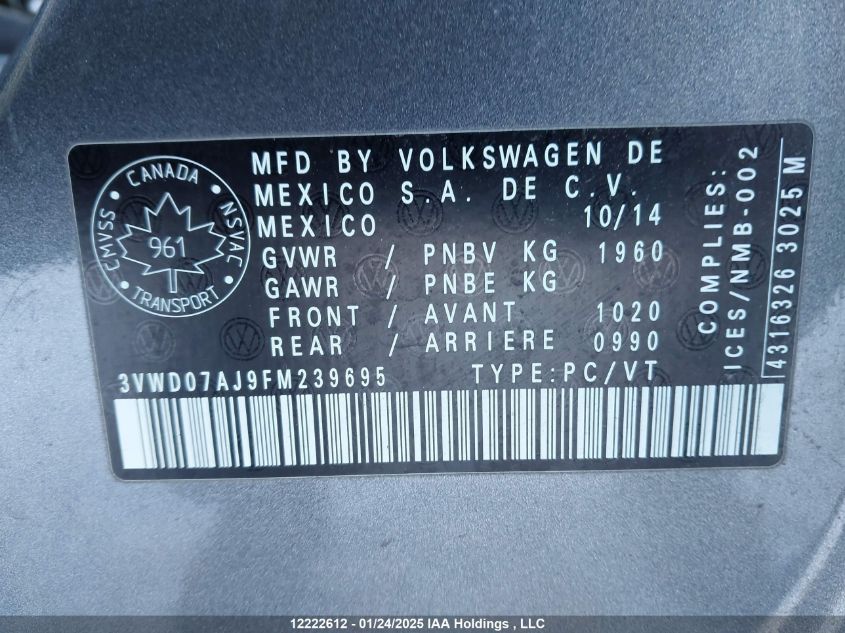 CANADA
CMVSS
NSVAC
961
TRANSPORT
MFD BY VOLKSWAGEN DE
MEXICO S.A. DE C.V.
MEXICO 10/14
GVWR / PNBV KG 1960
GAWR / PNBE KG
FRONT / AVANT 1020
REAR / ARRIERE 0990
3VWD07AJ9FM239695 TYPE:PC/VT
COMPLIES:
ICES/NMB-002
4316326 3025 M
12222612 - 01/24/2025 IAA Holdings , LLC